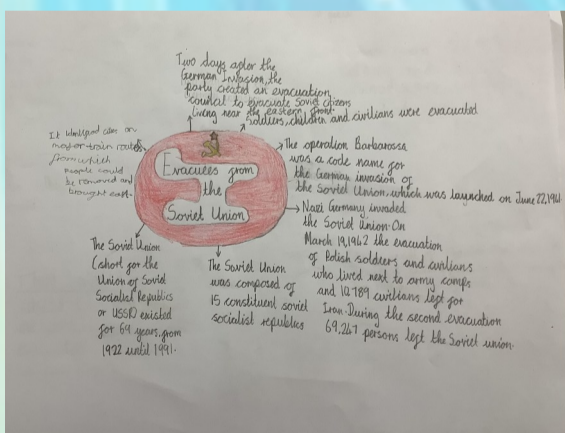 Two days after the
German Invasion, the
party created an evacuation
council to evacuate Soviet citizens
living near the eastern front.
Soldiers, children and civilians were evacuated
It identified cities on
major train routes
from which
people could
be removed and
brought east.
Evacuees from
the
Soviet Union
The operation Barbarossa
was a code name for
the German invasion of
the Soviet Union, which was launched on June 22, 1941
Nazi Germany invaded
the Soviet Union. On
March 19, 1942 the evacuation
of Polish soldiers and civilians
who lived next to army camps
and 10789 civilians left for
Iran. During the second evacuation
69,247 persons left the Soviet union.
The Soviet Union
(short for the
Union of Soviet
Socialist Republics
or USSR) existed
for 69 years, from
1922 until 1991.
The Soviet Union
was composed of
15 constituent soviet
socialist republics